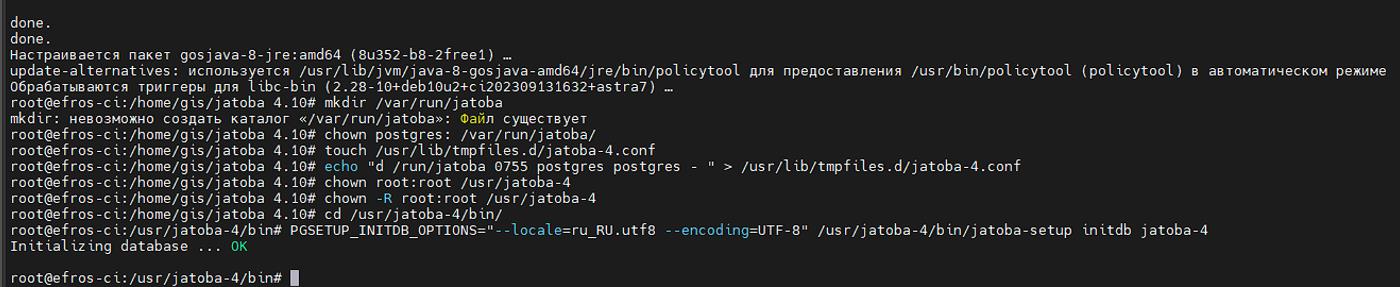 done.
done.
Настраивается пакет gosjava-8-jre:amd64 (8u352-b8-2free1) …
update-alternatives: используется /usr/lib/jvm/java-8-gosjava-amd64/jre/bin/policytool для предоставления /usr/bin/policytool (policytool) в автоматическом режиме
Обрабатываются триггеры для libc-bin (2.28-10+deb10u2+ci202309131632+astra7) …
root@efros-ci:/home/gis/jatoba 4.10# mkdir /var/run/jatoba
mkdir: невозможно создать каталог «/var/run/jatoba»: Файл существует
root@efros-ci:/home/gis/jatoba 4.10# chown postgres: /var/run/jatoba/
root@efros-ci:/home/gis/jatoba 4.10# touch /usr/lib/tmpfiles.d/jatoba-4.conf
root@efros-ci:/home/gis/jatoba 4.10# echo "d /run/jatoba 0755 postgres postgres - " > /usr/lib/tmpfiles.d/jatoba-4.conf
root@efros-ci:/home/gis/jatoba 4.10# chown root:root /usr/jatoba-4
root@efros-ci:/home/gis/jatoba 4.10# chown -R root:root /usr/jatoba-4
root@efros-ci:/home/gis/jatoba 4.10# cd /usr/jatoba-4/bin/
root@efros-ci:/usr/jatoba-4/bin# PGSETUP_INITDB_OPTIONS="--locale=ru_RU.utf8 --encoding=UTF-8" /usr/jatoba-4/bin/jatoba-setup initdb jatoba-4
Initializing database ... OK
root@efros-ci:/usr/jatoba-4/bin#